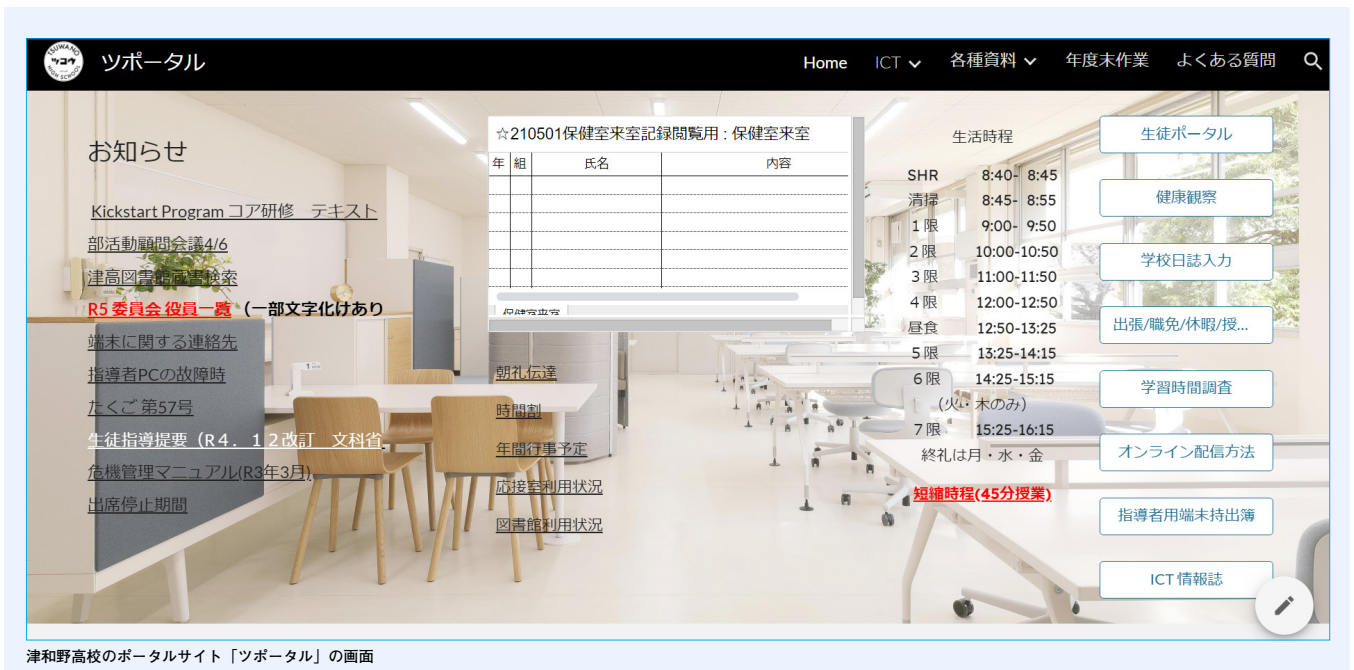 TSUWANO
ツコウ
HIGH SCHOOL
ツポータル
Home
ICT
各種資料
年度末作業
よくある質問
お知らせ
Kickstart Program コア研修　テキスト
部活動顧問会議4/6
津高図書館蔵書検索
R5 委員会 役員一覧 (一部文字化けあり
端末に関する連絡先
指導者PCの故障時
たくご 第57号
生徒指導提要（R４．１２改訂　文科省
危機管理マニュアル(R3年3月)
出席停止期間
☆210501保健室来室記録閲覧用 : 保健室来室
年 組 氏名 内容
保健室来室
朝礼伝達
時間割
年間行事予定
応接室利用状況
図書館利用状況
生活時程
SHR 8:40- 8:45
清掃 8:45- 8:55
1 限 9:00- 9:50
2 限 10:00-10:50
3 限 11:00-11:50
4 限 12:00-12:50
昼食 12:50-13:25
5 限 13:25-14:15
6 限 14:25-15:15
(火・木のみ)
7 限 15:25-16:15
終礼は月・水・金
短縮時程(45分授業)
生徒ポータル
健康観察
学校日誌入力
出張/職免/休暇/授...
学習時間調査
オンライン配信方法
指導者用端末持出簿
ICT 情報誌
津和野高校のポータルサイト「ツポータル」の画面